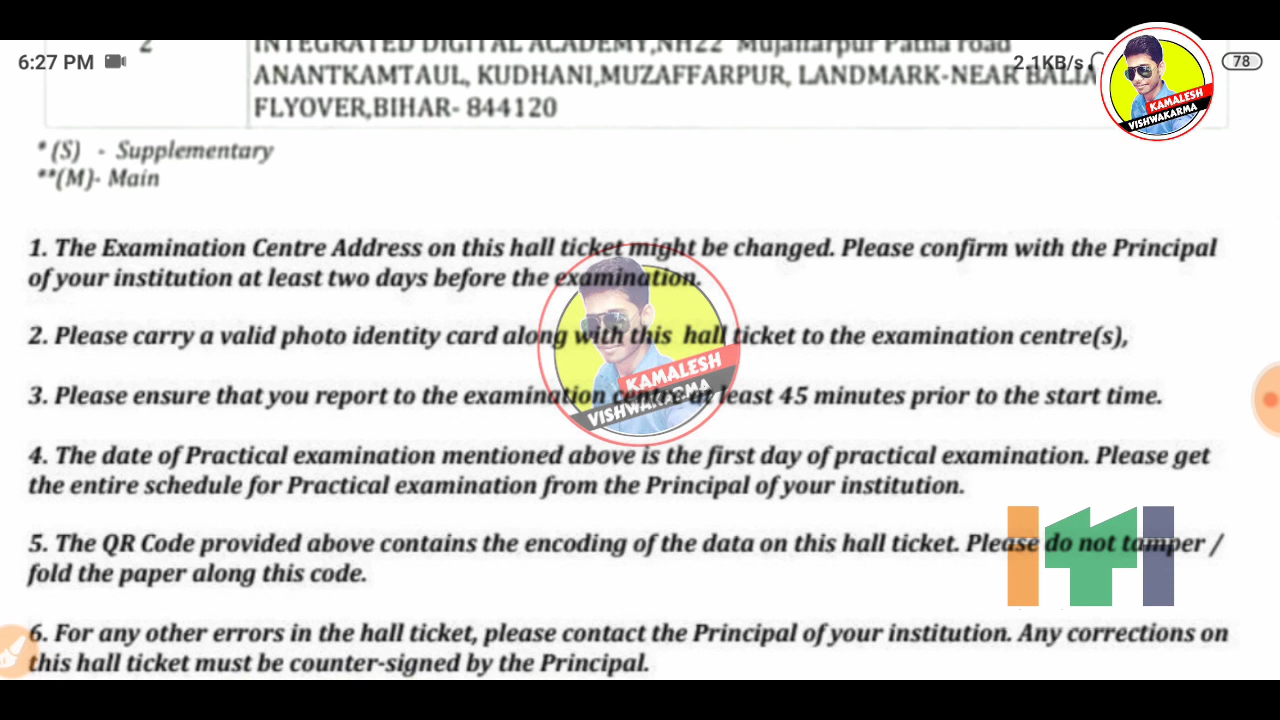 6:27 PM
2.1KB/s
78
2
INTEGRATED DIGITAL ACADEMY,NH22 Mujaffarpur Patna road
ANANTKAMTAUL, KUDHANI,MUZAFFARPUR, LANDMARK-NEAR BALIA
FLYOVER,BIHAR- 844120
KAMALESH
VISHWAKARMA
* (S) - Supplementary
**(M)- Main
1. The Examination Centre Address on this hall ticket might be changed. Please confirm with the Principal
of your institution at least two days before the examination.
2. Please carry a valid photo identity card along with this hall ticket to the examination centre(s),
KAMALESH
VISHWAKARMA
3. Please ensure that you report to the examination centre at least 45 minutes prior to the start time.
4. The date of Practical examination mentioned above is the first day of practical examination. Please get
the entire schedule for Practical examination from the Principal of your institution.
5. The QR Code provided above contains the encoding of the data on this hall ticket. Please do not tamper /
fold the paper along this code.
ITI
6. For any other errors in the hall ticket, please contact the Principal of your institution. Any corrections on
this hall ticket must be counter-signed by the Principal.